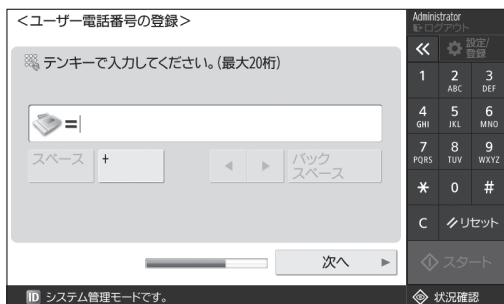 <ユーザー電話番号の登録>
テンキーで入力してください。(最大20桁)
=
スペース
+
◀
▶
バック
スペース
次へ ▶
ID システム管理モードです。
Administrator
ログアウト
≪
設定/
登録
1
2
ABC
3
DEF
4
GHI
5
JKL
6
MNO
7
PQRS
8
TUV
9
WXYZ
*
0
#
C
リセット
スタート
状況確認